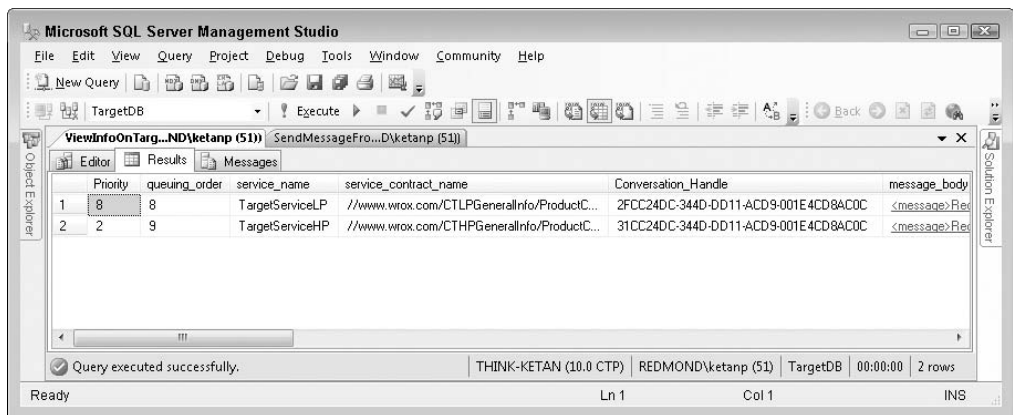 Microsoft SQL Server Management Studio
File Edit View Query Project Debug Tools Window Community Help
New Query
TargetDB Execute Back
ViewInfoOnTarg...ND\ketanp (51)) SendMessageFro...D\ketanp (51))
Object Explorer
Editor Results Messages
Solution Explorer
Priority queuing_order service_name service_contract_name Conversation_Handle message_body
1 8 8 TargetServiceLP //www.wrox.com/CTLPGeneralInfo/ProductC... 2FCC24DC-344D-DD11-ACD9-001E4CD8AC0C <message>Rec
2 2 9 TargetServiceHP //www.wrox.com/CTHPGeneralInfo/ProductC... 31CC24DC-344D-DD11-ACD9-001E4CD8AC0C <message>Rec
Query executed successfully. THINK-KETAN (10.0 CTP) REDMOND\ketanp (51) TargetDB 00:00:00 2 rows
Ready Ln 1 Col 1 INS